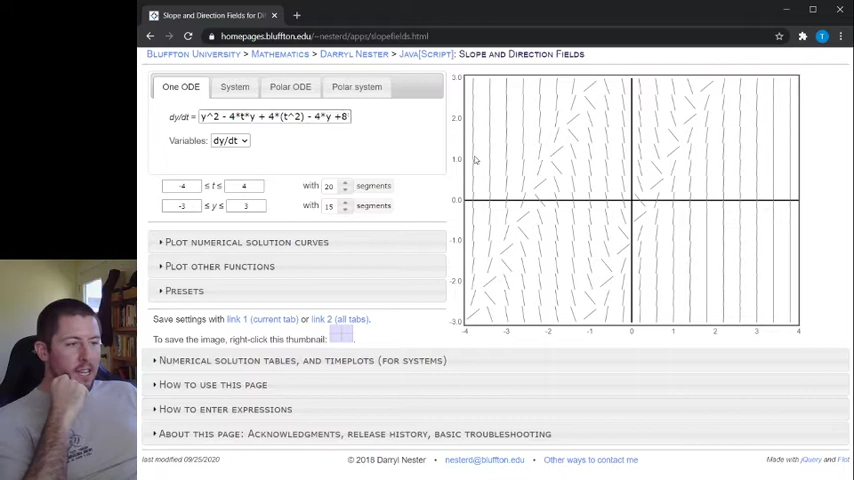 Slope and Direction Fields for Di
homepages.bluffton.edu/~nesterd/apps/slopefields.html
T
BLUFFTON UNIVERSITY > MATHEMATICS > DARRYL NESTER > JAVA[SCRIPT]: SLOPE AND DIRECTION FIELDS
One ODE System Polar ODE Polar system
dy/dt = y^2 - 4*t*y + 4*(t^2) - 4*y +8
Variables: dy/dt
-4 ≤ t ≤ 4 with 20 segments
-3 ≤ y ≤ 3 with 15 segments
PLOT NUMERICAL SOLUTION CURVES
PLOT OTHER FUNCTIONS
PRESETS
Save settings with link 1 (current tab) or link 2 (all tabs).
To save the image, right-click this thumbnail: .
3.0
2.0
1.0
0.0
-1.0
-2.0
-3.0
-4 -3 -2 -1 0 1 2 3 4
NUMERICAL SOLUTION TABLES, AND TIMEPLOTS (FOR SYSTEMS)
HOW TO USE THIS PAGE
HOW TO ENTER EXPRESSIONS
ABOUT THIS PAGE: ACKNOWLEDGMENTS, RELEASE HISTORY, BASIC TROUBLESHOOTING
last modified 09/25/2020 © 2018 Darryl Nester • nesterd@bluffton.edu • Other ways to contact me Made with jQuery and Flot